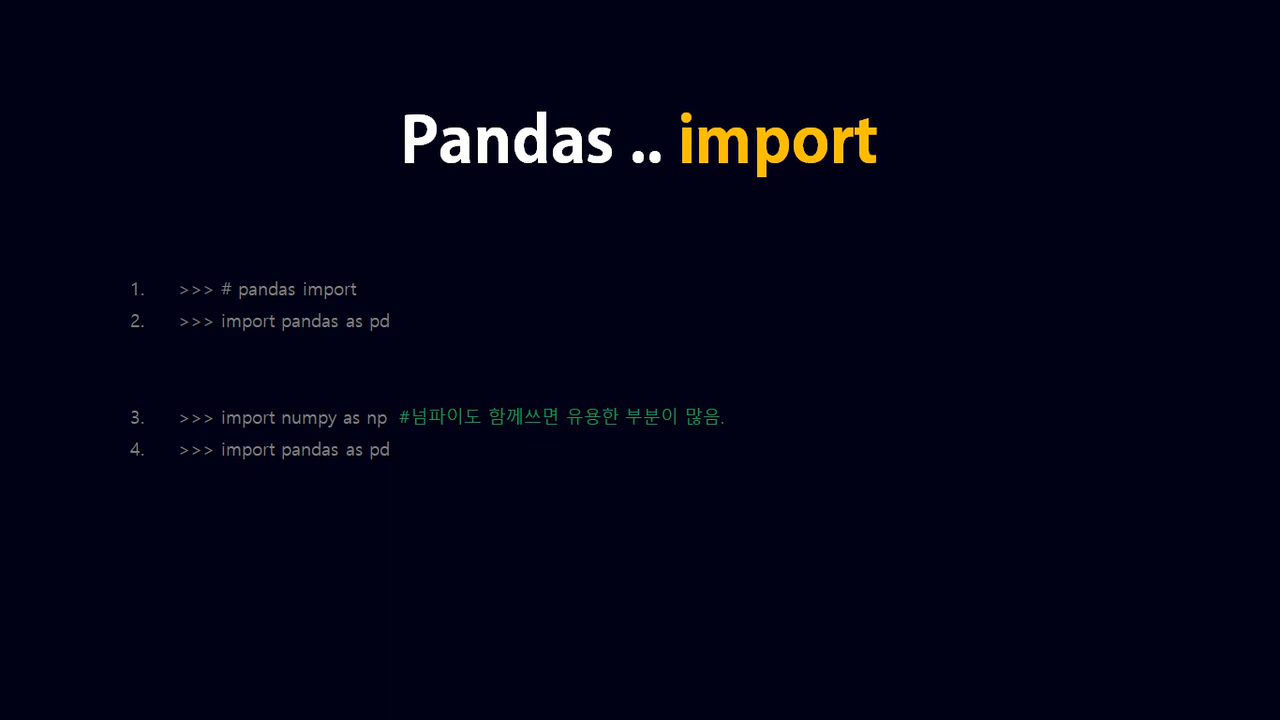 Pandas .. import
1. >>> # pandas import
2. >>> import pandas as pd
3. >>> import numpy as np #넘파이도 함께쓰면 유용한 부분이 많음.
4. >>> import pandas as pd